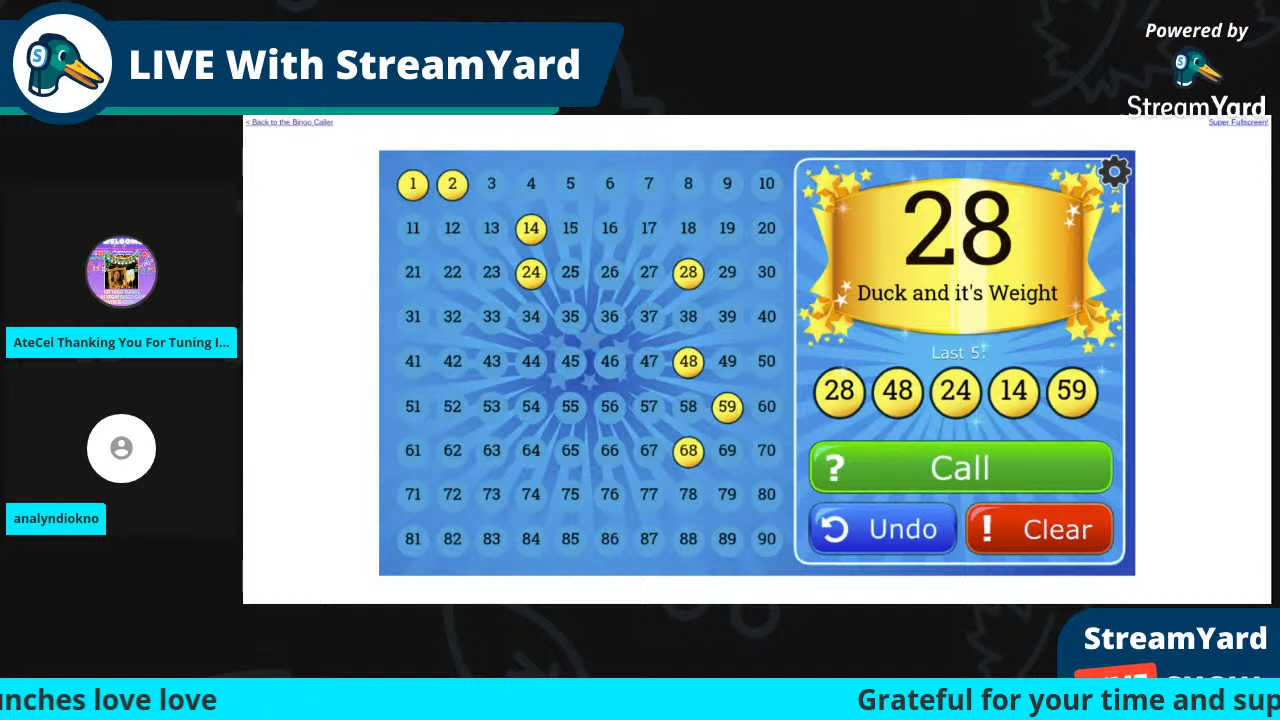 LIVE With StreamYard
Powered by
StreamYard
< Back to the Bingo Caller
Super Fullscreen!
1 2 3 4 5 6 7 8 9 10
11 12 13 14 15 16 17 18 19 20
21 22 23 24 25 26 27 28 29 30
31 32 33 34 35 36 37 38 39 40
41 42 43 44 45 46 47 48 49 50
51 52 53 54 55 56 57 58 59 60
61 62 63 64 65 66 67 68 69 70
71 72 73 74 75 76 77 78 79 80
81 82 83 84 85 86 87 88 89 90
28
Duck and it's Weight
Last 5:
28 48 24 14 59
? Call
Undo
! Clear
WELCOME
AteCel Thanking You For Tuning I...
analyndiokno
StreamYard
unches love love
Grateful for your time and sup